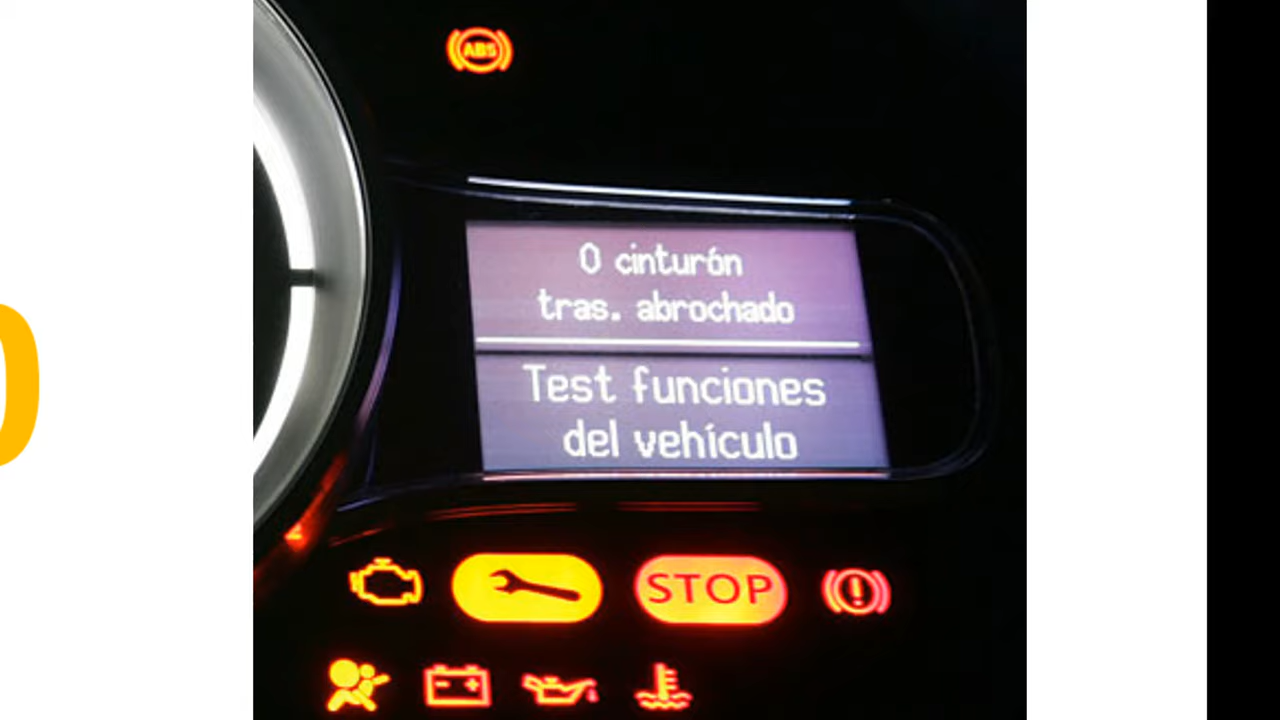 ABS
0 cinturón
tras. abrochado
Test funciones
del vehículo
STOP